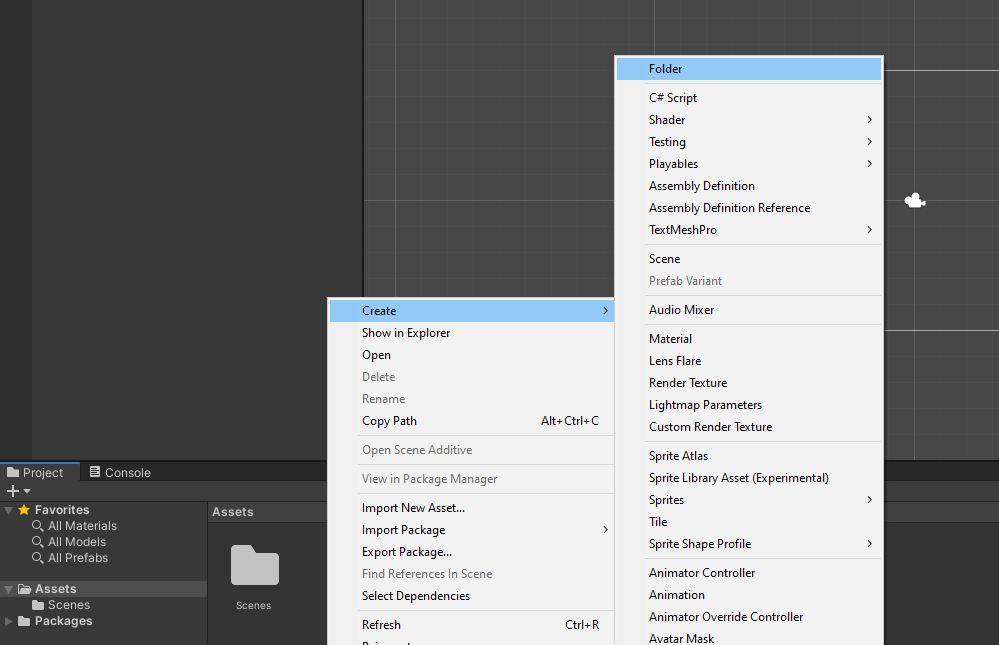 Folder
C# Script
Shader
Testing
Playables
Assembly Definition
Assembly Definition Reference
TextMeshPro
Scene
Prefab Variant
Audio Mixer
Material
Lens Flare
Render Texture
Lightmap Parameters
Custom Render Texture
Sprite Atlas
Sprite Library Asset (Experimental)
Sprites
Tile
Sprite Shape Profile
Animator Controller
Animation
Animator Override Controller
Avatar Mask
Create
Show in Explorer
Open
Delete
Rename
Copy Path Alt+Ctrl+C
Open Scene Additive
View in Package Manager
Import New Asset...
Import Package
Export Package...
Find References In Scene
Select Dependencies
Refresh Ctrl+R
Project Console
Favorites
All Materials
All Models
All Prefabs
Assets
Scenes
Packages
Assets
Scenes